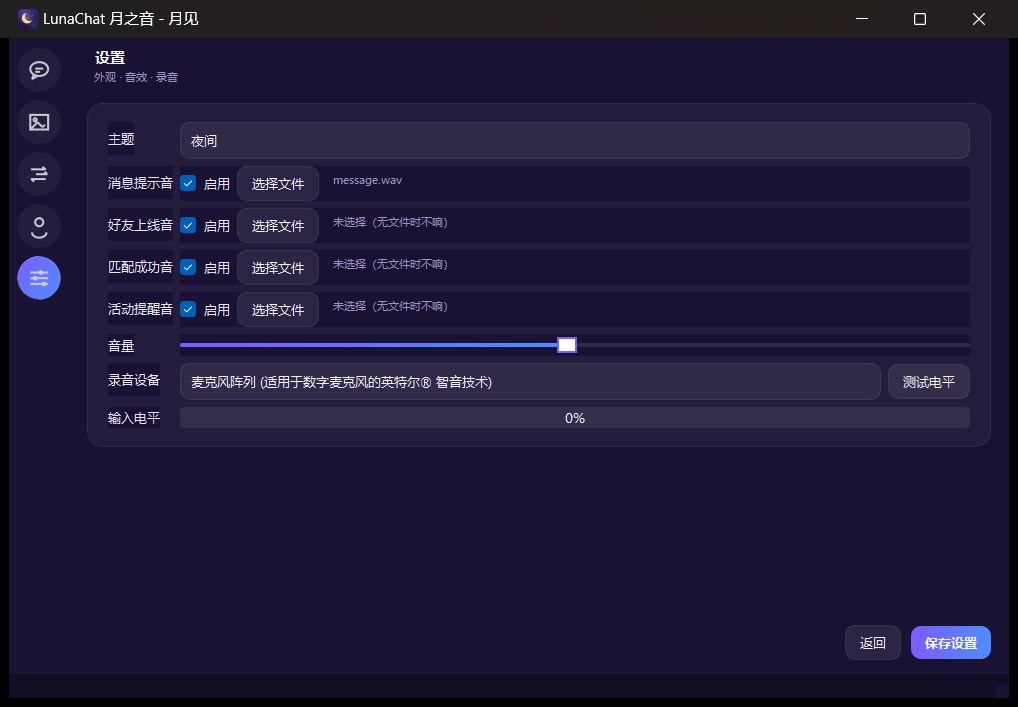 LunaChat 月之音 - 月见
设置
外观 · 音效 · 录音
主题 夜间
消息提示音 启用 选择文件 message.wav
好友上线音 启用 选择文件 未选择（无文件时不响）
匹配成功音 启用 选择文件 未选择（无文件时不响）
活动提醒音 启用 选择文件 未选择（无文件时不响）
音量
录音设备 麦克风阵列 (适用于数字麦克风的英特尔® 智音技术) 测试电平
输入电平 0%
返回 保存设置